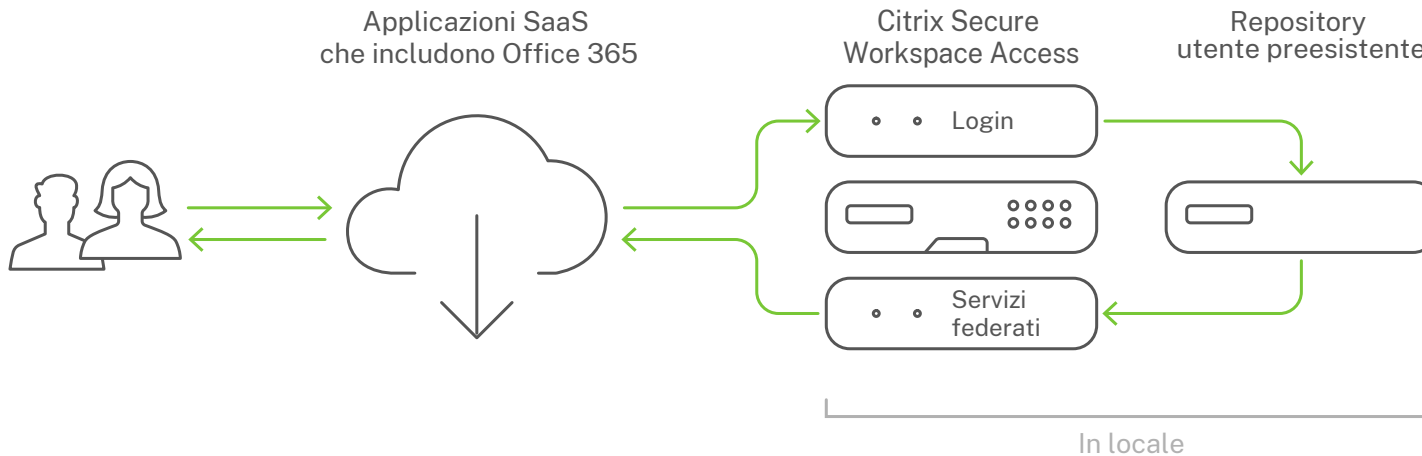 Applicazioni SaaS
che includono Office 365
Citrix Secure
Workspace Access
Repository
utente preesistente
Login
Servizi
federati
In locale